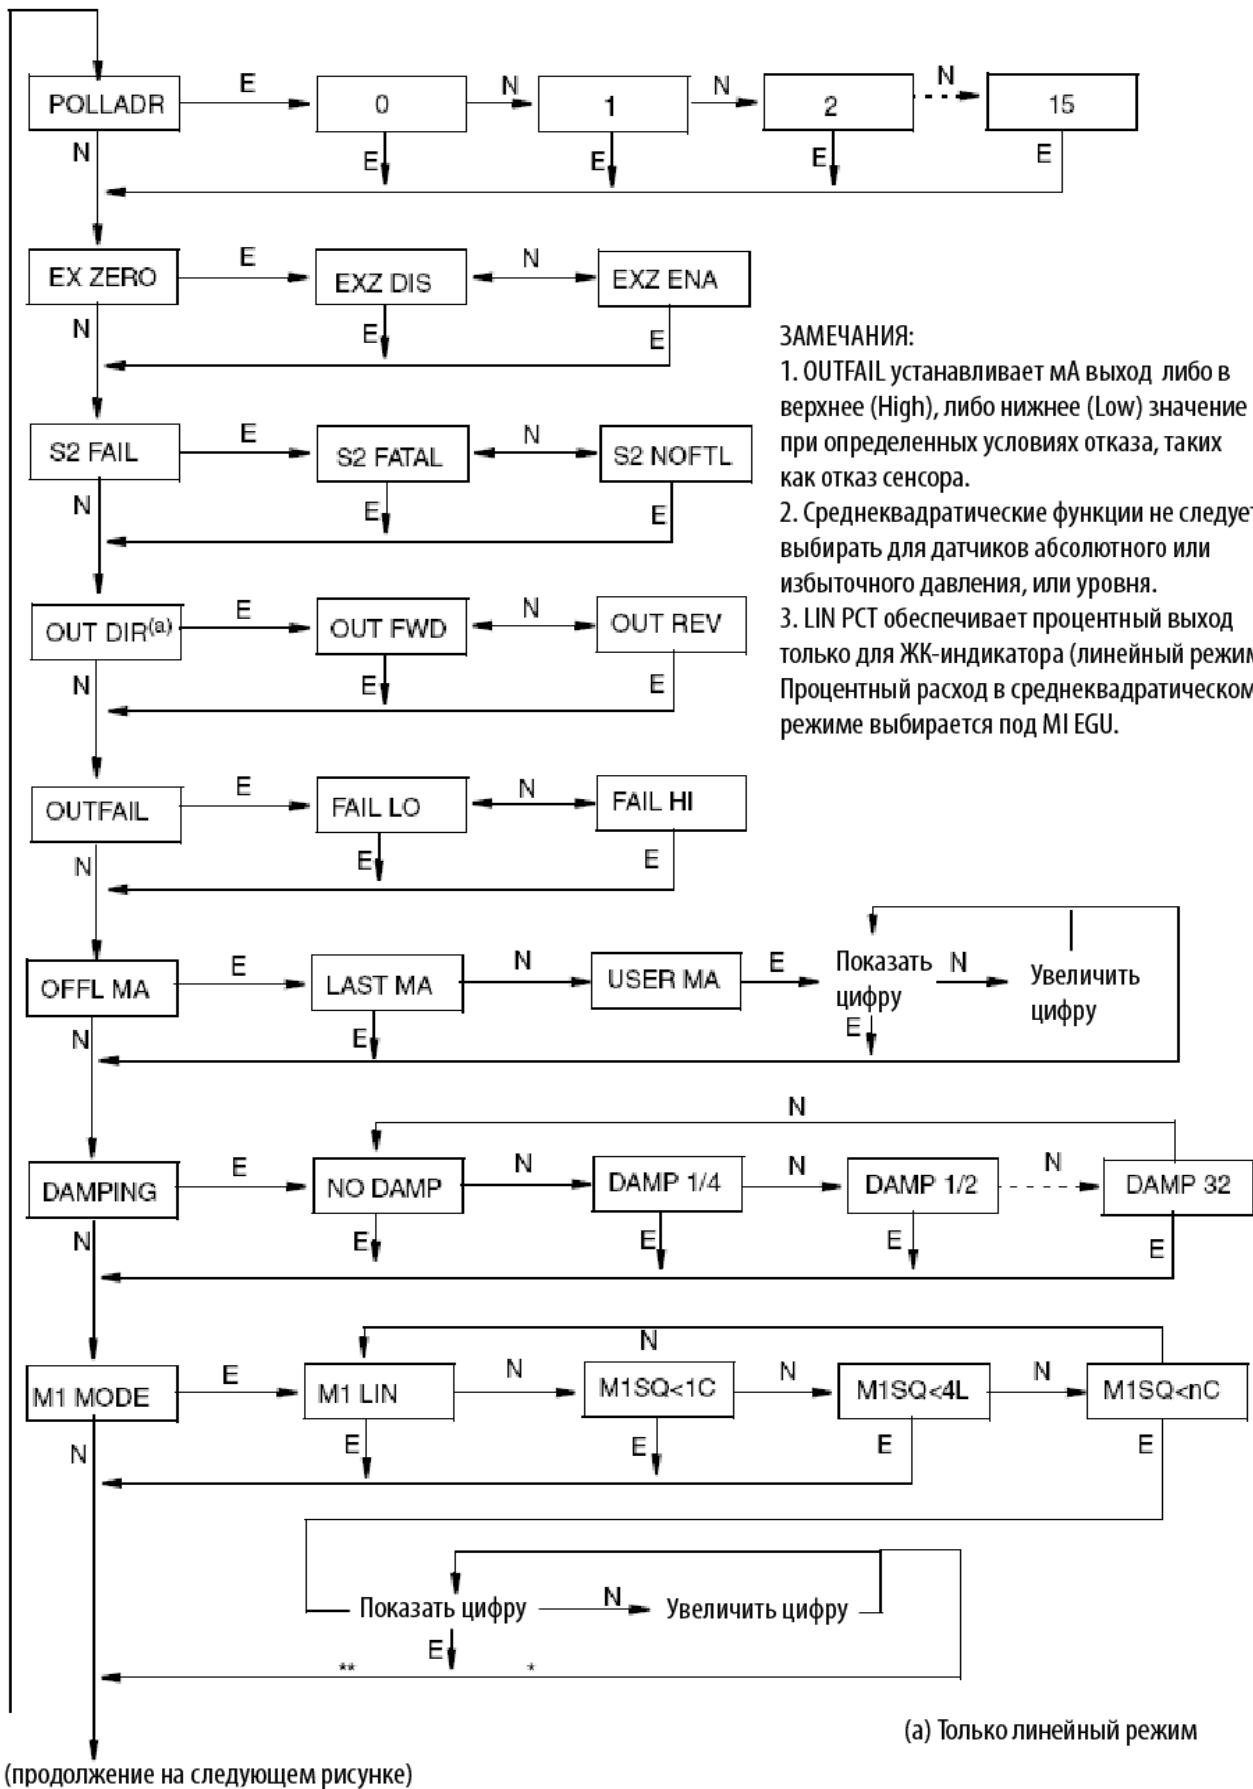 POLLADR E 0 N 1 N 2 N 15
N E E E E
EX ZERO E EXZ DIS N EXZ ENA
N E E
S2 FAIL E S2 FATAL N S2 NOFTL
N E E
OUT DIR(a) E OUT FWD N OUT REV
N E E
OUTFAIL E FAIL LO N FAIL HI
N E E
ЗАМЕЧАНИЯ:
1. OUTFAIL устанавливает мА выход либо в
верхнее (High), либо нижнее (Low) значение
при определенных условиях отказа, таких
как отказ сенсора.
2. Среднеквадратические функции не следует
выбирать для датчиков абсолютного или
избыточного давления, или уровня.
3. LIN PCT обеспечивает процентный выход
только для ЖК-индикатора (линейный режим
Процентный расход в среднеквадратическом
режиме выбирается под MI EGU.
OFFL MA E LAST MA N USER MA E Показать цифру N Увеличить цифру
N E E
N
DAMPING E NO DAMP N DAMP 1/4 N DAMP 1/2 N DAMP 32
N E E E E
N
M1 MODE E M1 LIN N M1SQ<1C N M1SQ<4L N M1SQ<nC
N E E E E
Показать цифру N Увеличить цифру
E
** *
(a) Только линейный режим
(продолжение на следующем рисунке)